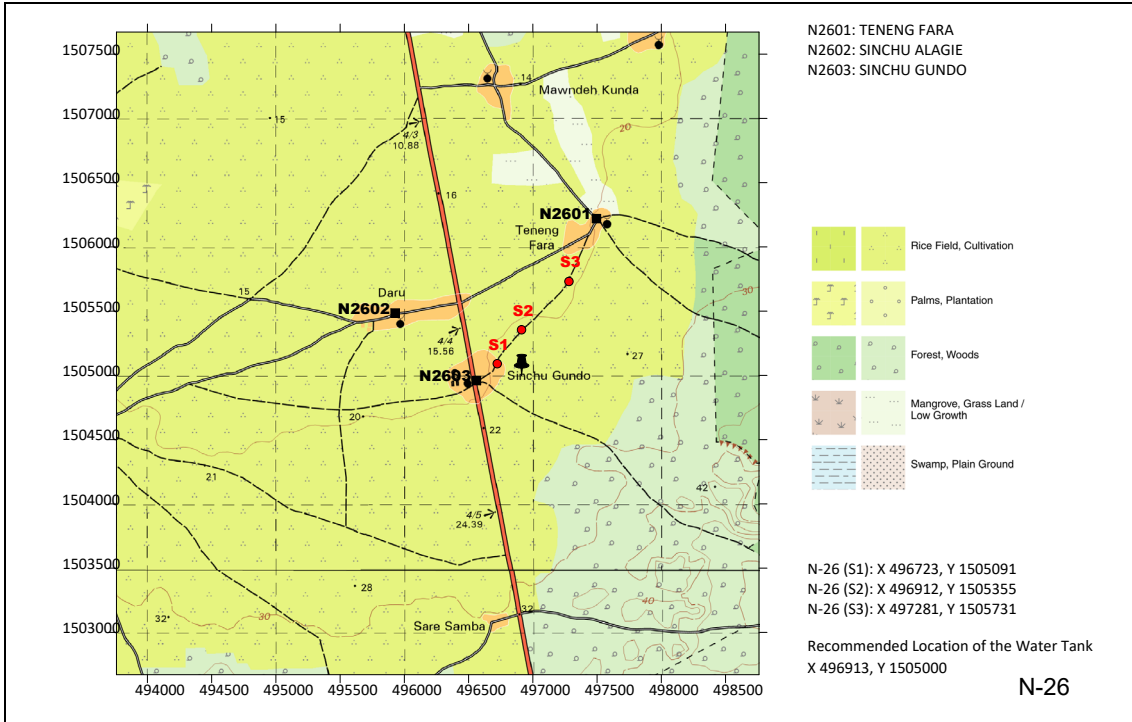 N2601: TENENG FARA
N2602: SINCHU ALAGIE
N2603: SINCHU GUNDO
1507500
1507000
1506500
1506000
1505500
1505000
1504500
1504000
1503500
1503000
14
Mawndeh Kunda
15
20
4/3
10.88
16
N2601
Teneng
Fara
S3
30
Daru
15
N2602
S2
4/4
15.56
S1
27
N2603
Sinchu Gundo
20
22
21
42
4/5
24.39
28
40
30
32
32
Sare Samba
494000 494500 495000 495500 496000 496500 497000 497500 498000 498500
Rice Field, Cultivation
Palms, Plantation
Forest, Woods
Mangrove, Grass Land /
Low Growth
Swamp, Plain Ground
N-26 (S1): X 496723, Y 1505091
N-26 (S2): X 496912, Y 1505355
N-26 (S3): X 497281, Y 1505731
Recommended Location of the Water Tank
X 496913, Y 1505000
N-26